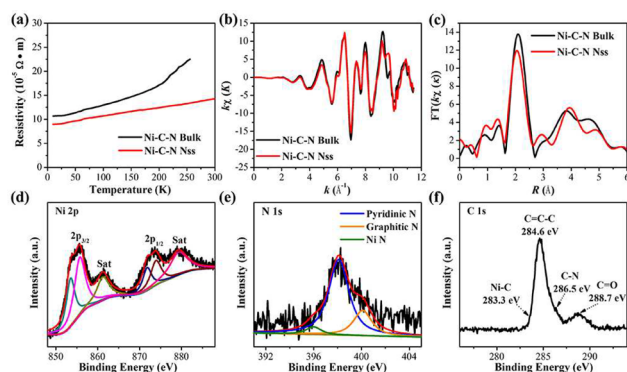 (a)
Resistivity (10⁻⁵ Ω • m)
25
20
15
10
5
0
Ni-C-N Bulk
Ni-C-N Nss
0 50 100 150 200 250 300
Temperature (K)
(b)
kχ (K)
15
10
5
0
-5
-10
-15
-20
Ni-C-N Bulk
Ni-C-N Nss
0 2 4 6 8 10 12
k (Å⁻¹)
(c)
FT(kχ (κ))
16
14
12
10
8
6
4
2
0
Ni-C-N Bulk
Ni-C-N Nss
0 1 2 3 4 5 6
R (Å)
(d)
Ni 2p
Intensity (a.u.)
2p3/2
Sat
2p1/2
Sat
850 860 870 880
Binding Energy (eV)
(e)
N 1s
Intensity (a.u.)
Pyridinic N
Graphitic N
Ni N
392 396 400 404
Binding Energy (eV)
(f)
C 1s
Intensity (a.u.)
C=C-C
284.6 eV
Ni-C
283.3 eV
C-N
286.5 eV
C=O
288.7 eV
280 285 290
Binding Energy (eV)